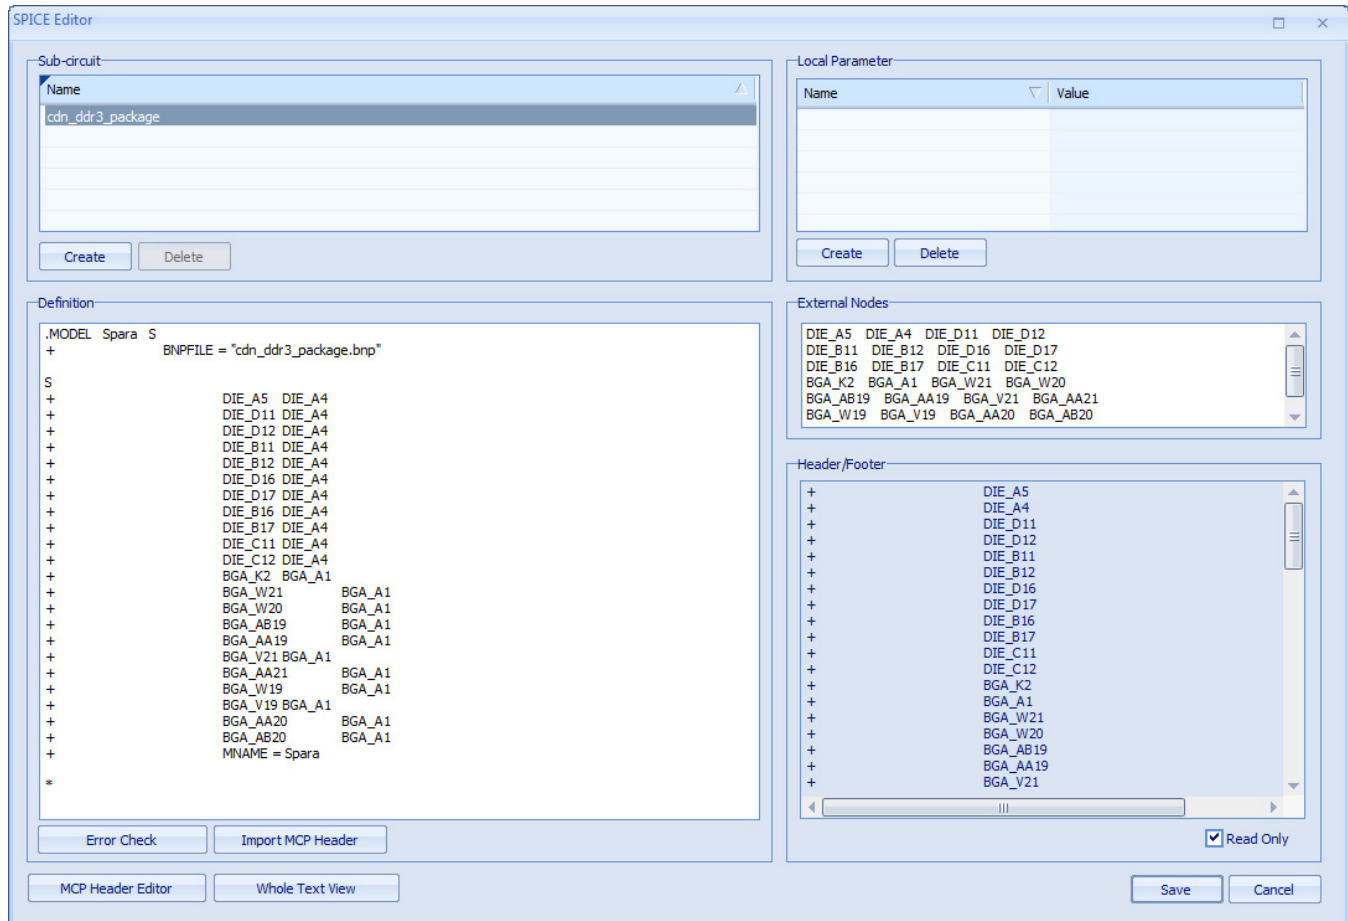 SPICE Editor
Sub-circuit
Name
cdn_ddr3_package
Create Delete
Local Parameter
Name Value
Create Delete
Definition
.MODEL Spara S
+ BNPFILE = "cdn_ddr3_package.bnp"
S
+ DIE_A5 DIE_A4
+ DIE_D11 DIE_A4
+ DIE_D12 DIE_A4
+ DIE_B11 DIE_A4
+ DIE_B12 DIE_A4
+ DIE_D16 DIE_A4
+ DIE_D17 DIE_A4
+ DIE_B16 DIE_A4
+ DIE_B17 DIE_A4
+ DIE_C11 DIE_A4
+ DIE_C12 DIE_A4
+ BGA_K2 BGA_A1
+ BGA_W21 BGA_A1
+ BGA_W20 BGA_A1
+ BGA_AB19 BGA_A1
+ BGA_AA19 BGA_A1
+ BGA_V21 BGA_A1
+ BGA_AA21 BGA_A1
+ BGA_W19 BGA_A1
+ BGA_V19 BGA_A1
+ BGA_AA20 BGA_A1
+ BGA_AB20 BGA_A1
+ MNAME = Spara
*
Error Check Import MCP Header
External Nodes
DIE_A5 DIE_A4 DIE_D11 DIE_D12
DIE_B11 DIE_B12 DIE_D16 DIE_D17
DIE_B16 DIE_B17 DIE_C11 DIE_C12
BGA_K2 BGA_A1 BGA_W21 BGA_W20
BGA_AB19 BGA_AA19 BGA_V21 BGA_AA21
BGA_W19 BGA_V19 BGA_AA20 BGA_AB20
Header/Footer
+ DIE_A5
+ DIE_A4
+ DIE_D11
+ DIE_D12
+ DIE_B11
+ DIE_B12
+ DIE_D16
+ DIE_D17
+ DIE_B16
+ DIE_B17
+ DIE_C11
+ DIE_C12
+ BGA_K2
+ BGA_A1
+ BGA_W21
+ BGA_W20
+ BGA_AB19
+ BGA_AA19
+ BGA_V21
Read Only
MCP Header Editor Whole Text View
Save Cancel